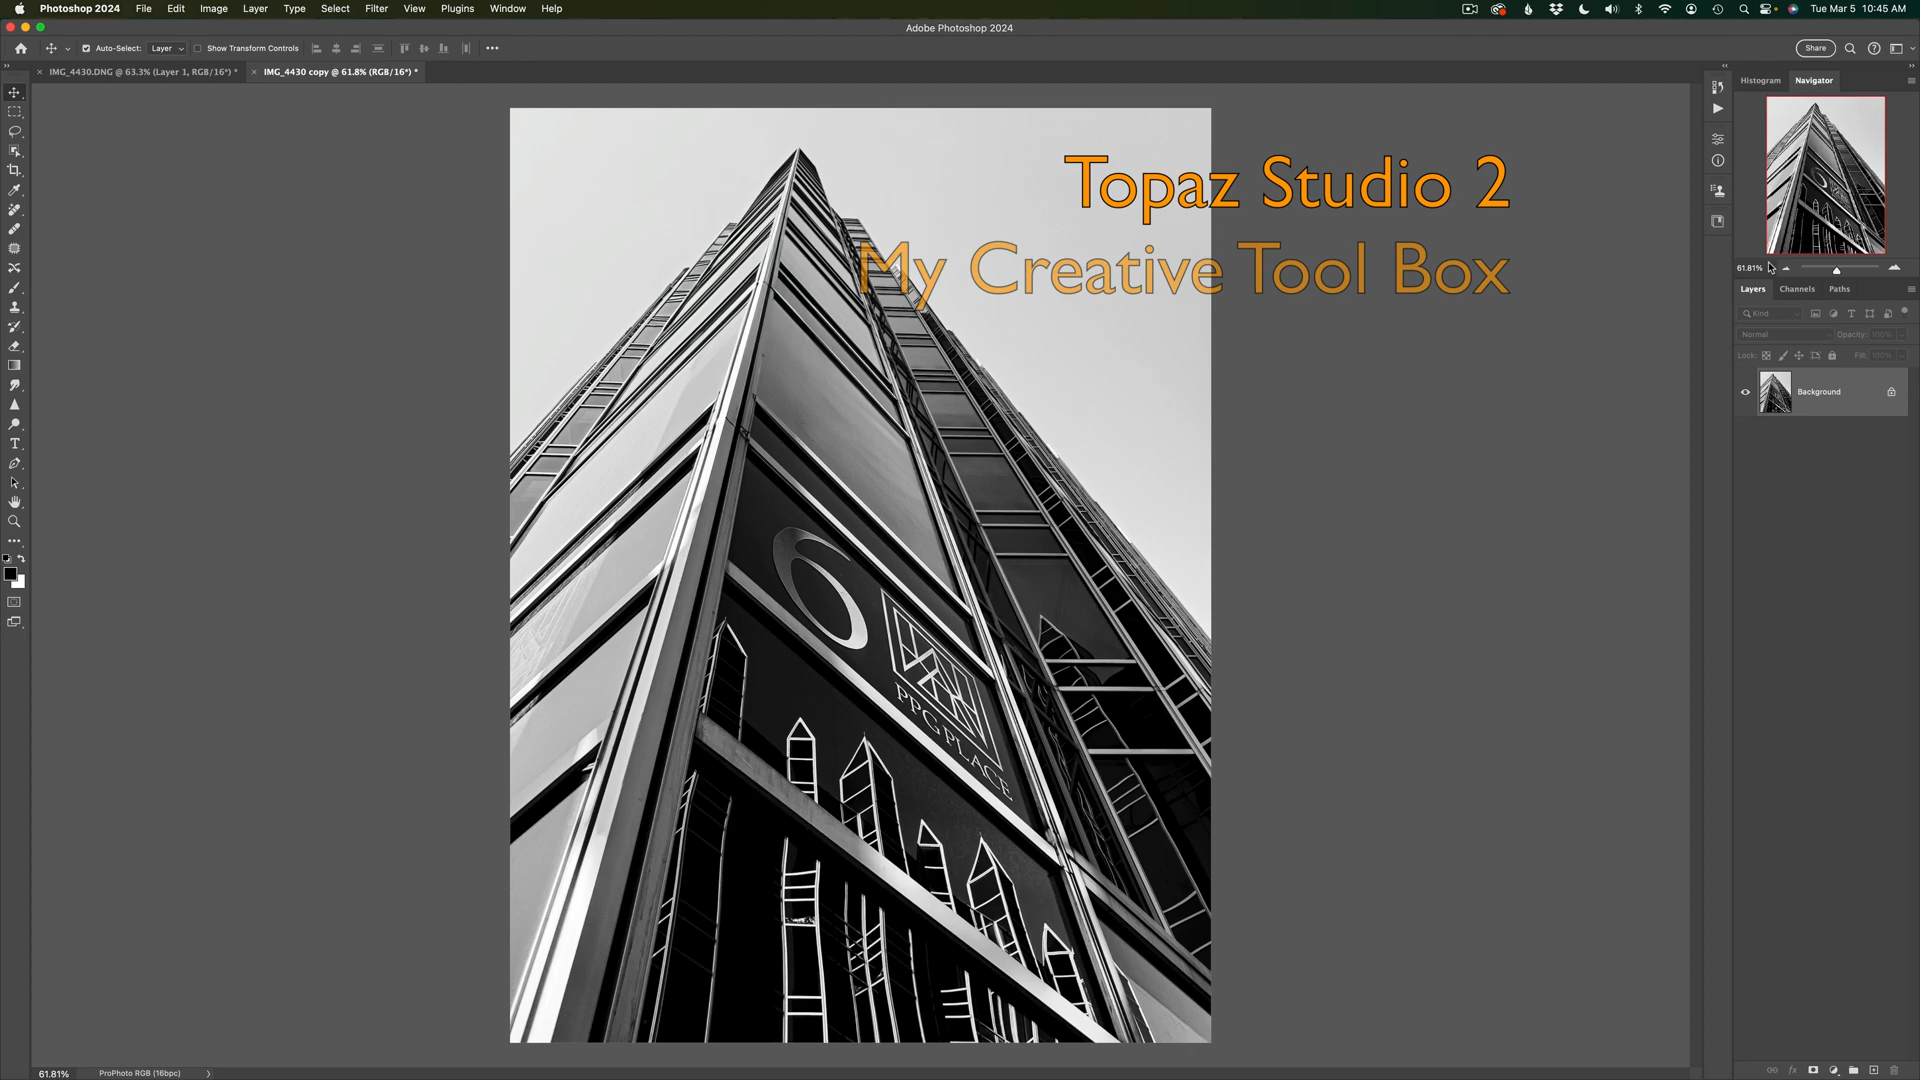 Photoshop 2024 File Edit Image Layer Type Select Filter View Plugins Window Help Tue Mar 5 10:45 AM
Adobe Photoshop 2024
Auto-Select: Layer Show Transform Controls Share
IMG_4430.DNG @ 63.3% (Layer 1, RGB/16*) * IMG_4430 copy @ 61.8% (RGB/16*) *
Histogram Navigator
Topaz Studio 2
My Creative Tool Box
61.81%
Layers Channels Paths
Kind
Normal Opacity: 100%
Lock: Fill: 100%
Background
6
PPG PLACE
61.81% ProPhoto RGB (16bpc)